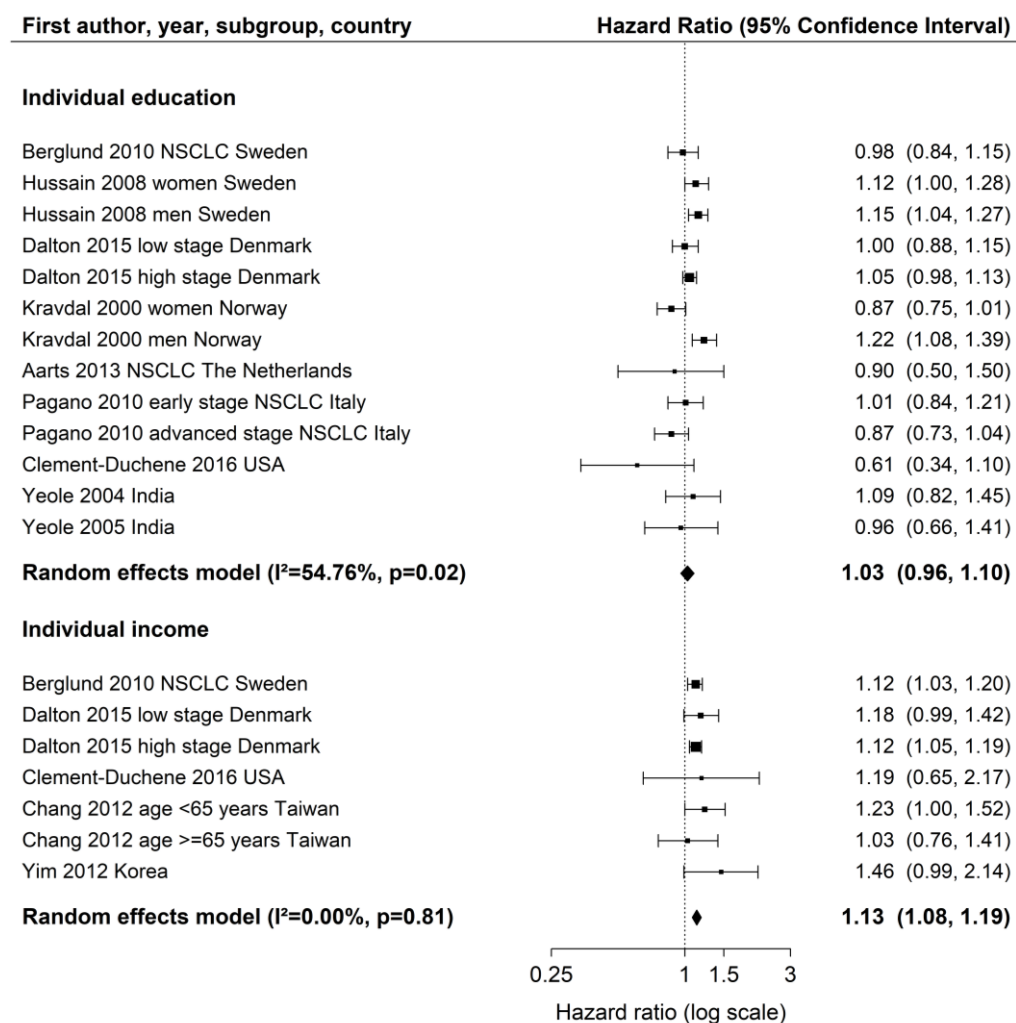 First author, year, subgroup, country Hazard Ratio (95% Confidence Interval)
Individual education
Berglund 2010 NSCLC Sweden 0.98 (0.84, 1.15)
Hussain 2008 women Sweden 1.12 (1.00, 1.28)
Hussain 2008 men Sweden 1.15 (1.04, 1.27)
Dalton 2015 low stage Denmark 1.00 (0.88, 1.15)
Dalton 2015 high stage Denmark 1.05 (0.98, 1.13)
Kravdal 2000 women Norway 0.87 (0.75, 1.01)
Kravdal 2000 men Norway 1.22 (1.08, 1.39)
Aarts 2013 NSCLC The Netherlands 0.90 (0.50, 1.50)
Pagano 2010 early stage NSCLC Italy 1.01 (0.84, 1.21)
Pagano 2010 advanced stage NSCLC Italy 0.87 (0.73, 1.04)
Clement-Duchene 2016 USA 0.61 (0.34, 1.10)
Yeole 2004 India 1.09 (0.82, 1.45)
Yeole 2005 India 0.96 (0.66, 1.41)
Random effects model (I²=54.76%, p=0.02) 1.03 (0.96, 1.10)
Individual income
Berglund 2010 NSCLC Sweden 1.12 (1.03, 1.20)
Dalton 2015 low stage Denmark 1.18 (0.99, 1.42)
Dalton 2015 high stage Denmark 1.12 (1.05, 1.19)
Clement-Duchene 2016 USA 1.19 (0.65, 2.17)
Chang 2012 age <65 years Taiwan 1.23 (1.00, 1.52)
Chang 2012 age >=65 years Taiwan 1.03 (0.76, 1.41)
Yim 2012 Korea 1.46 (0.99, 2.14)
Random effects model (I²=0.00%, p=0.81) 1.13 (1.08, 1.19)
0.25 1 1.5 3
Hazard ratio (log scale)